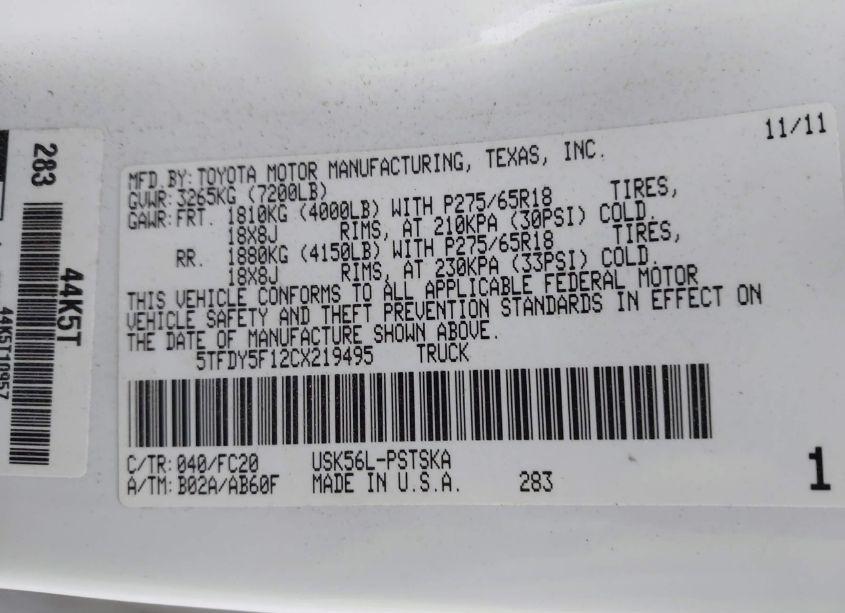 283
44K5T
44K5T10957
11/11
MFD.BY: TOYOTA MOTOR MANUFACTURING, TEXAS, INC.
GVWR: 3265KG (7200LB)
GAWR: FRT. 1810KG (4000LB) WITH P275/65R18 TIRES,
18X8J RIMS, AT 210KPA (30PSI) COLD.
RR. 1880KG (4150LB) WITH P275/65R18 TIRES,
18X8J RIMS, AT 230KPA (33PSI) COLD.
THIS VEHICLE CONFORMS TO ALL APPLICABLE FEDERAL MOTOR
VEHICLE SAFETY AND THEFT PREVENTION STANDARDS IN EFFECT ON
THE DATE OF MANUFACTURE SHOWN ABOVE.
5TFDY5F12CX219495 TRUCK
C/TR: 040/FC20 USK56L-PSTSKA
A/TM: B02A/AB60F MADE IN U.S.A. 283
1